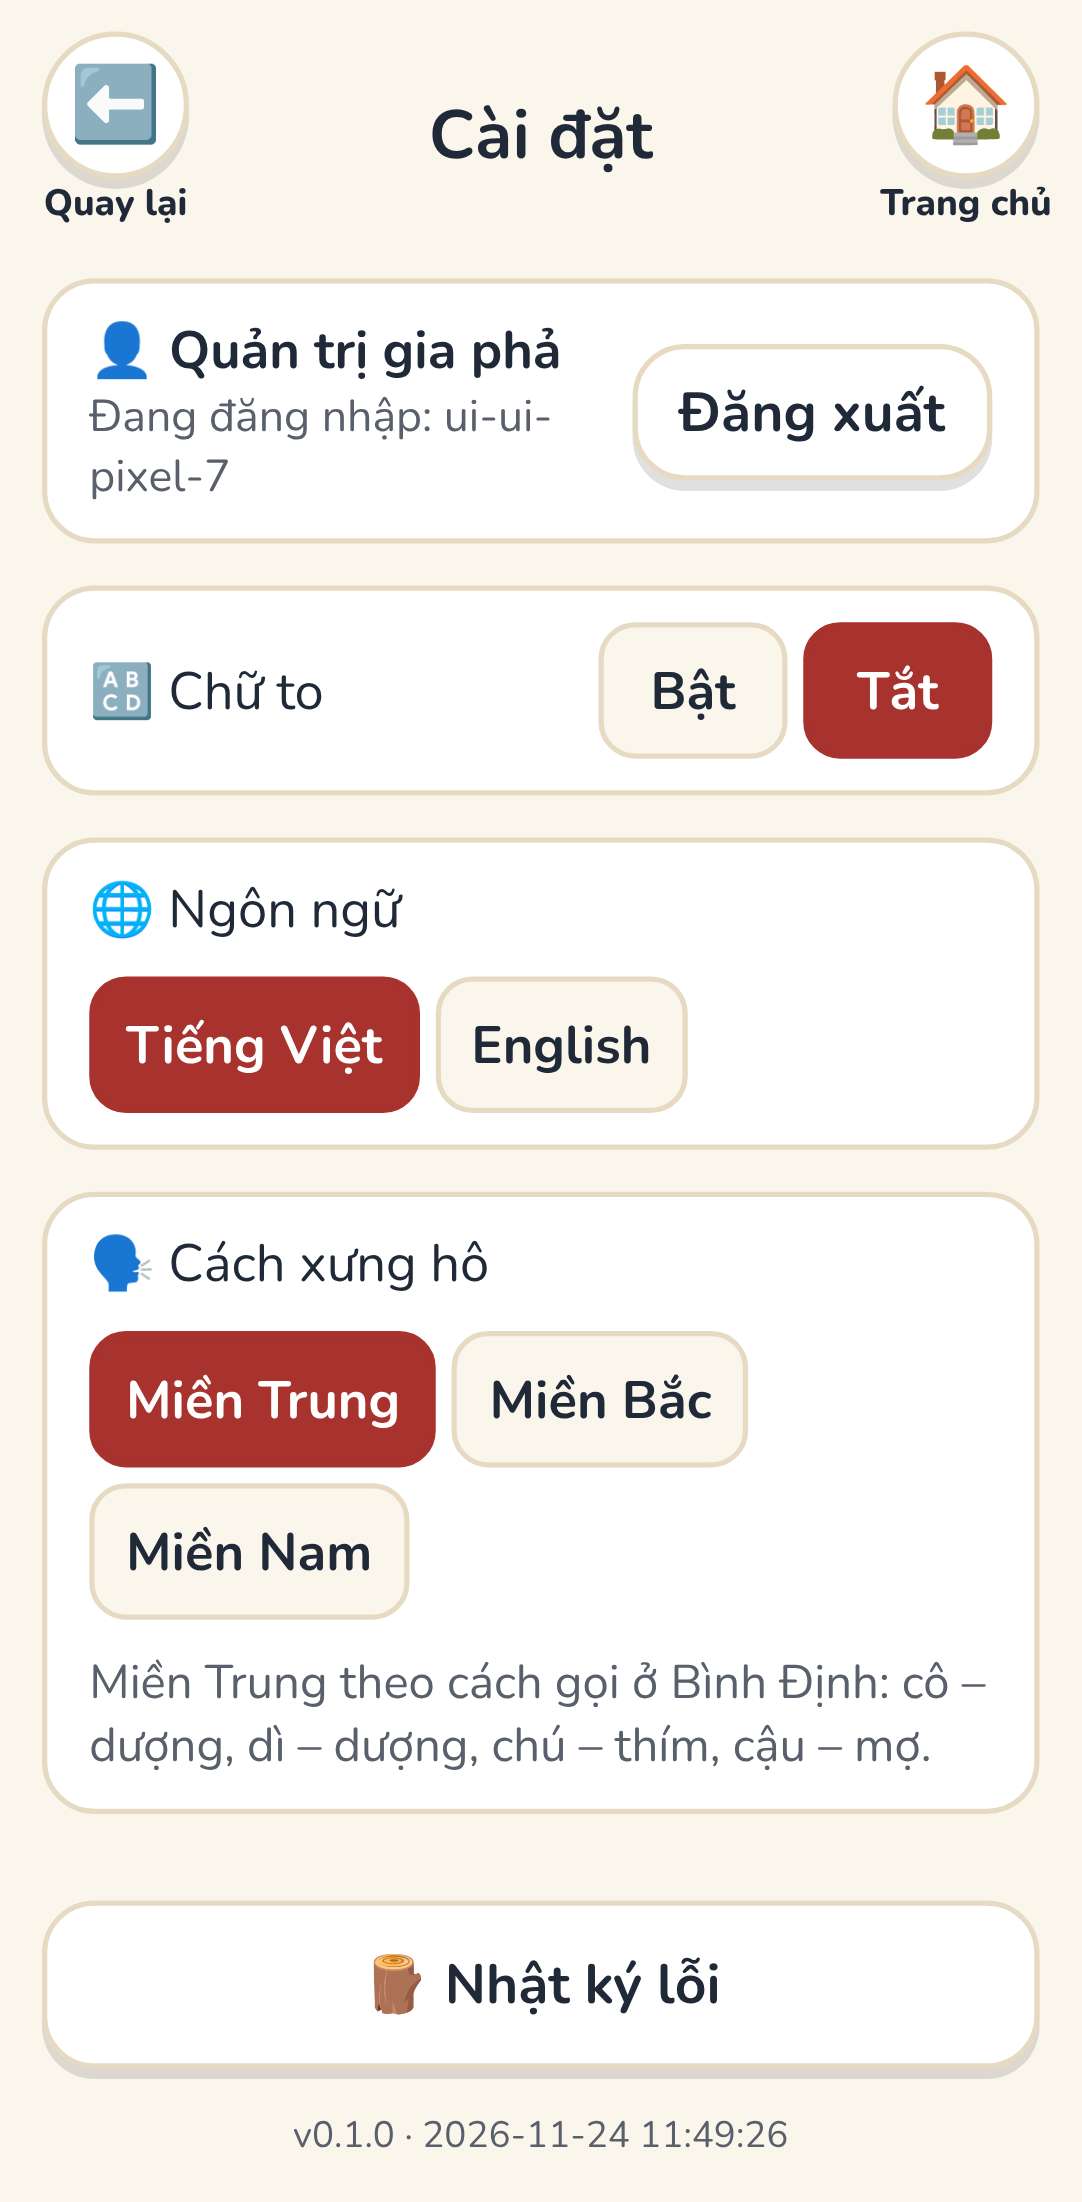 Cài đặt
Quay lại
Trang chủ
Quản trị gia phả
Đang đăng nhập: ui-ui-
pixel-7
Đăng xuất
Chữ to
Bật
Tắt
Ngôn ngữ
Tiếng Việt
English
Cách xưng hô
Miền Trung
Miền Bắc
Miền Nam
Miền Trung theo cách gọi ở Bình Định: cô –
dượng, dì – dượng, chú – thím, cậu – mợ.
Nhật ký lỗi
v0.1.0 · 2026-11-24 11:49:26